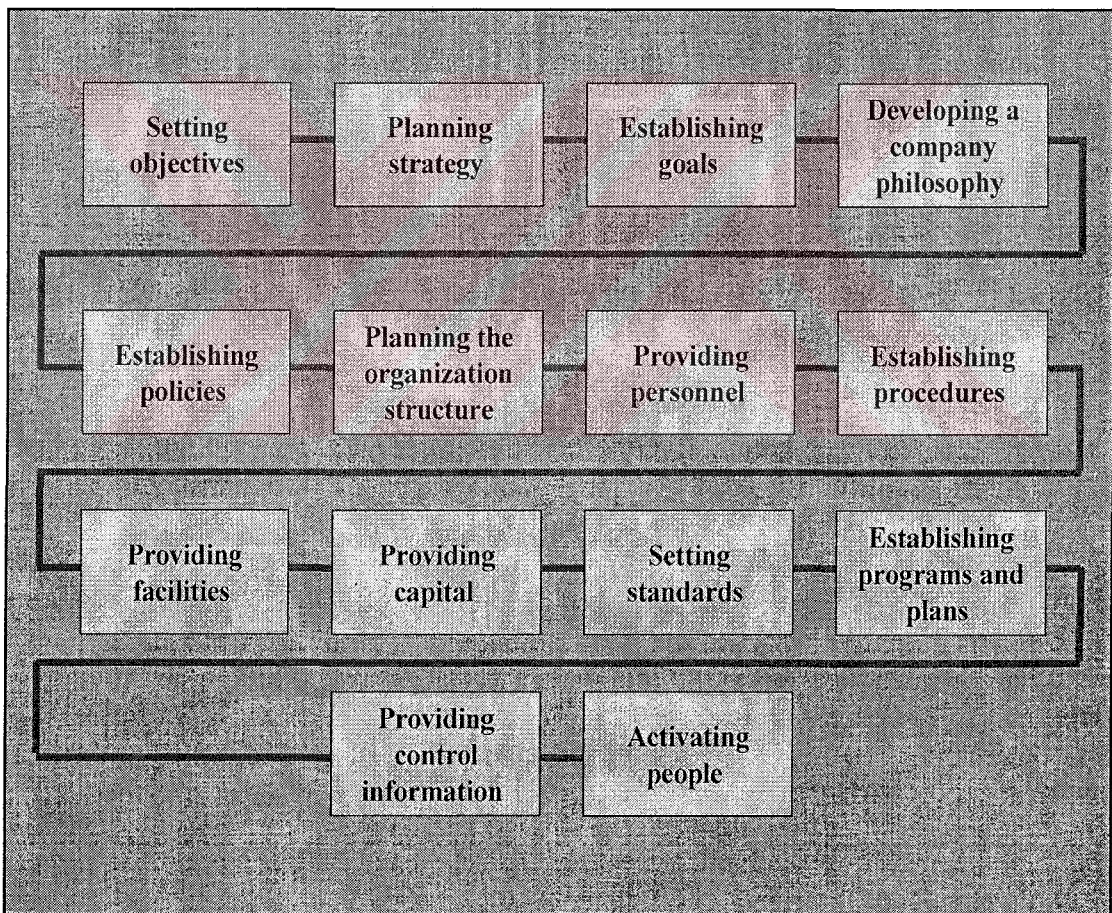 Setting
objectives
Planning
strategy
Establishing
goals
Developing a
company
philosophy
Establishing
policies
Planning the
organization
structure
Providing
personnel
Establishing
procedures
Providing
facilities
Providing
capital
Setting
standards
Establishing
programs and
plans
Providing
control
information
Activating
people